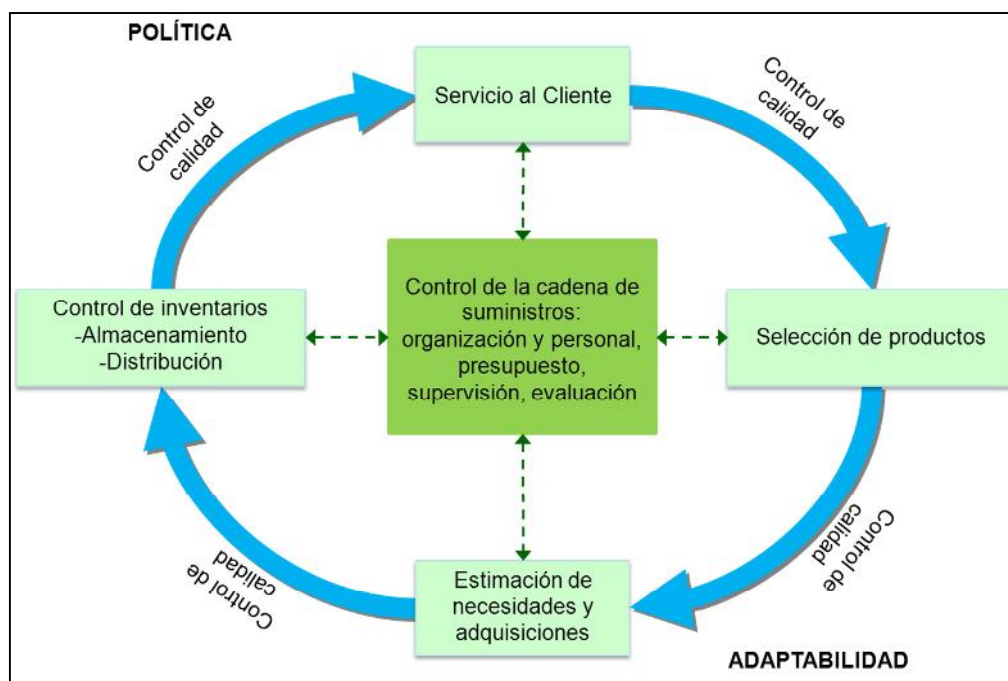 POLÍTICA
Servicio al Cliente
Control de
calidad
Control de
calidad
Control de inventarios
-Almacenamiento
-Distribución
Control de la cadena de
suministros:
organización y personal,
presupuesto,
supervisión, evaluación
Selección de productos
Control de
calidad
Control de
calidad
Estimación de
necesidades y
adquisiciones
ADAPTABILIDAD